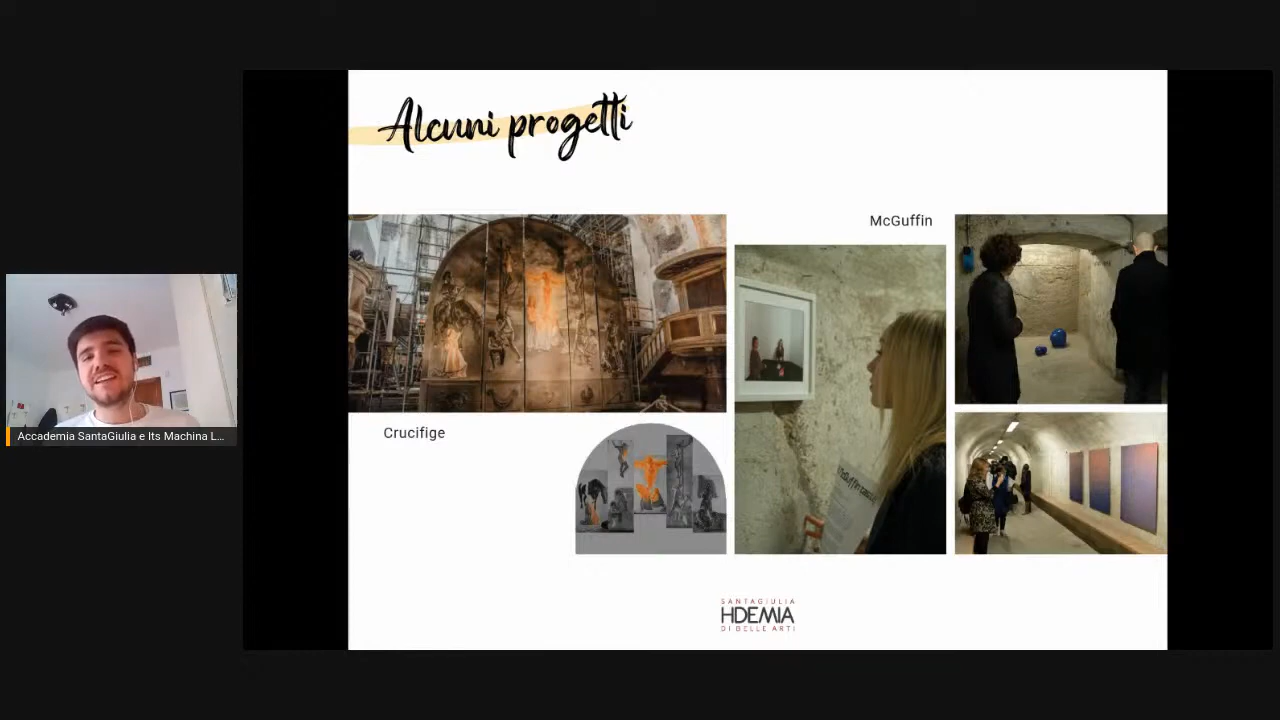 Alcuni progetti
McGuffin
Crucifige
Accademia SantaGiulia e Its Machina L...
SANTAGIULIA
HDEMIA
DI BELLE ARTI